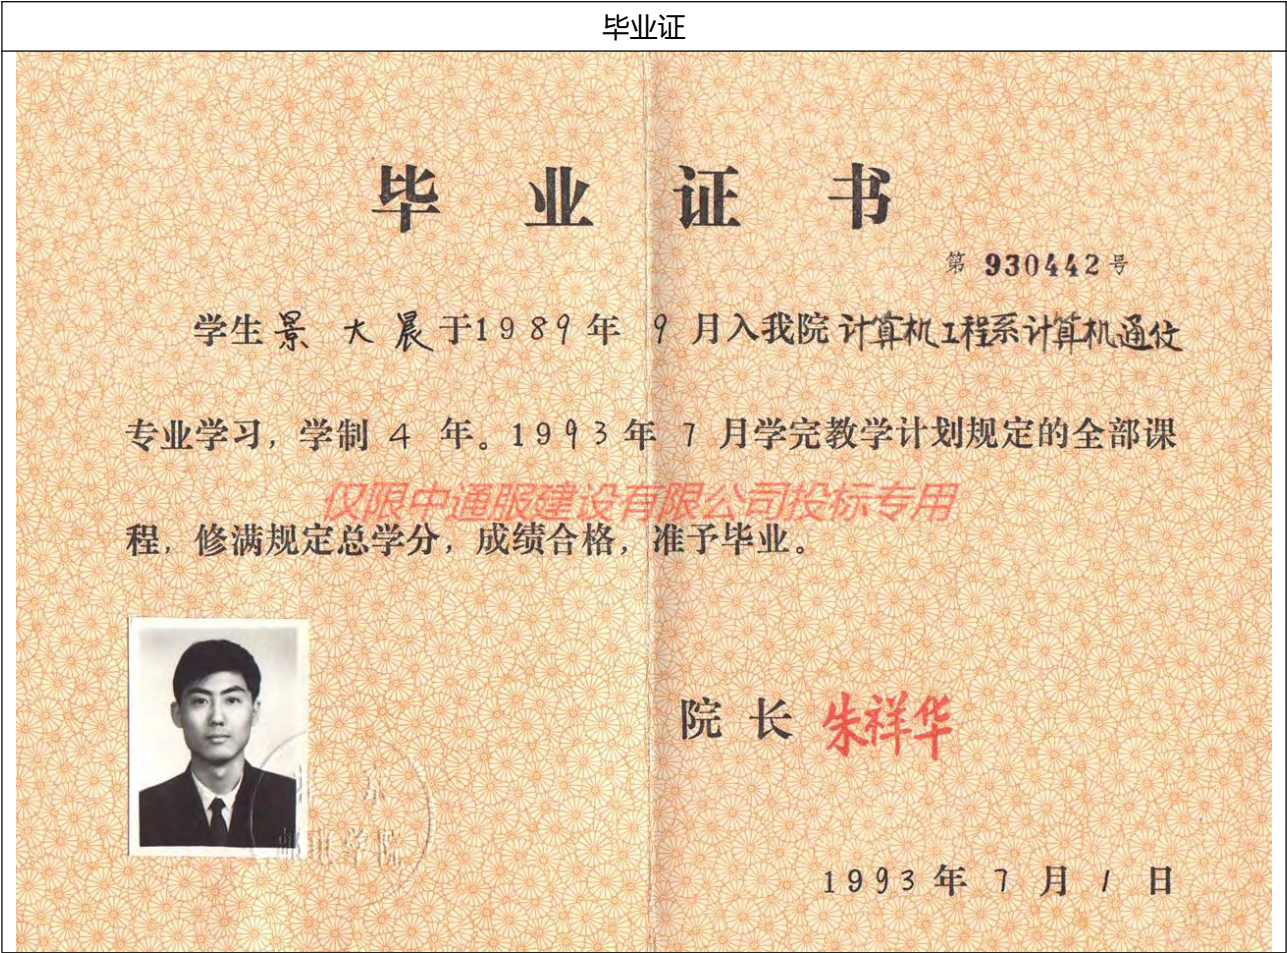 毕业证
毕业证书
第 930442 号
学生景大晨于1989年9月入我院计算机工程系计算机通信
专业学习，学制4年。1993年7月学完教学计划规定的全部课
仅限中通服建设有限公司投标专用
程，修满规定总学分，成绩合格，准予毕业。
院长 朱祥华
京
邮电学院
1993年7月1日